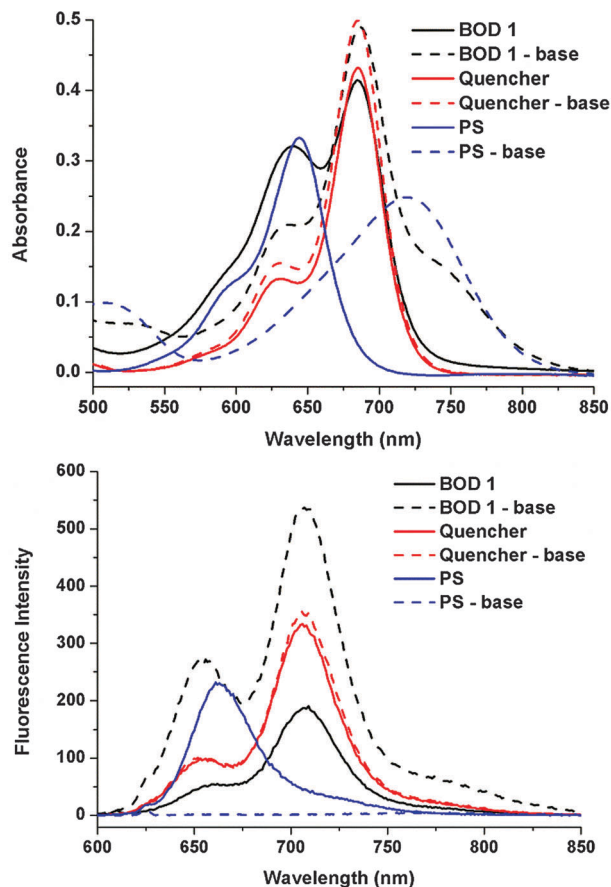 0.5
0.4
0.3
0.2
0.1
0.0
Absorbance
BOD 1
BOD 1 - base
Quencher
Quencher - base
PS
PS - base
500 550 600 650 700 750 800 850
Wavelength (nm)
600
500
400
300
200
100
0
Fluorescence Intensity
BOD 1
BOD 1 - base
Quencher
Quencher - base
PS
PS - base
600 650 700 750 800 850
Wavelength (nm)